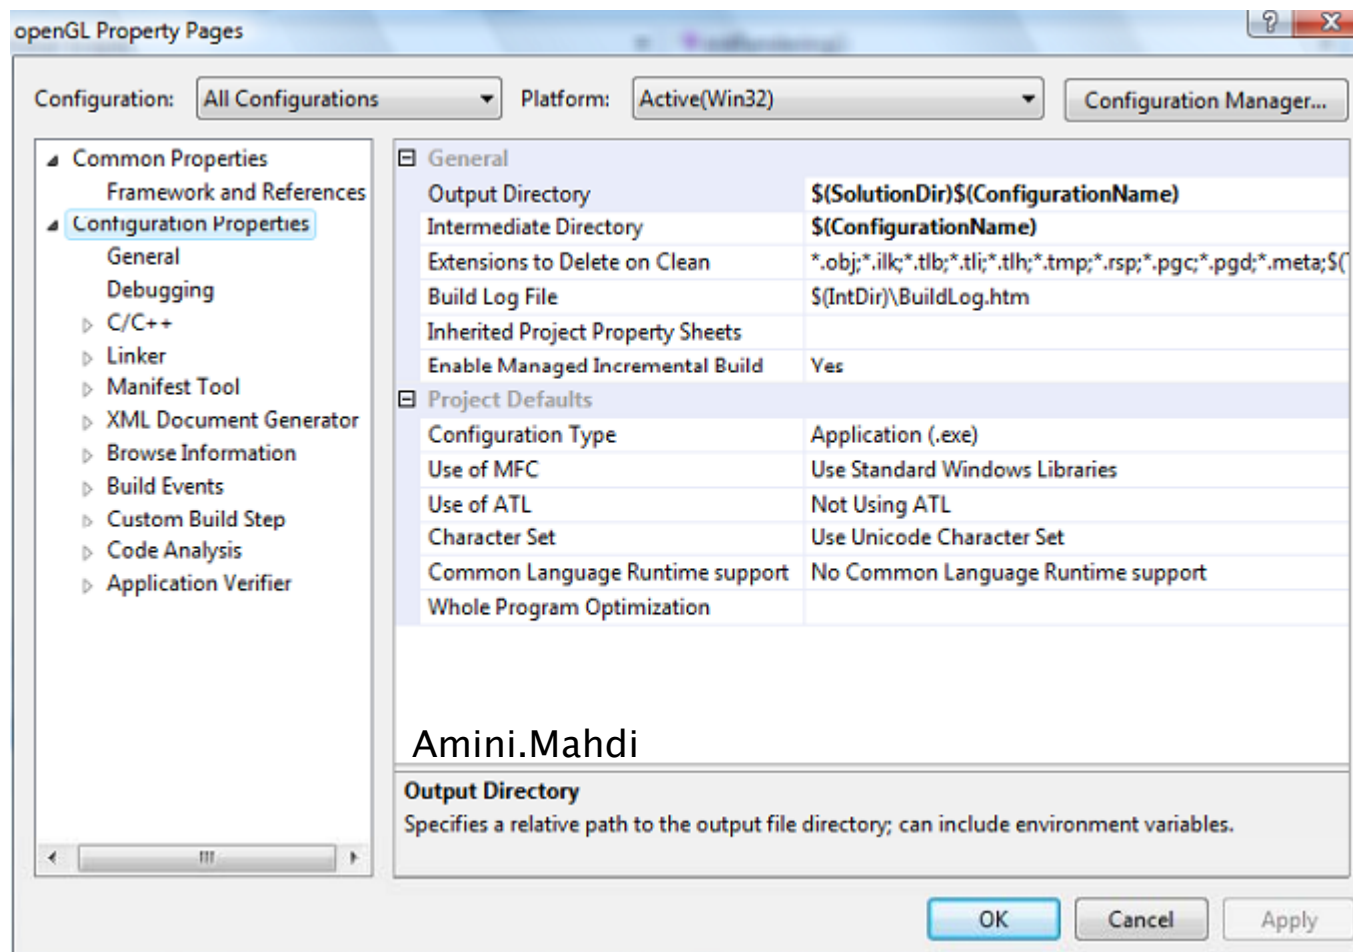 openGL Property Pages
Configuration: All Configurations Platform: Active(Win32) Configuration Manager...
Common Properties
Framework and References
Configuration Properties
General
Debugging
C/C++
Linker
Manifest Tool
XML Document Generator
Browse Information
Build Events
Custom Build Step
Code Analysis
Application Verifier
General
Output Directory $(SolutionDir)$(ConfigurationName)
Intermediate Directory $(ConfigurationName)
Extensions to Delete on Clean *.obj;*.ilk;*.tlb;*.tli;*.tlh;*.tmp;*.rsp;*.pgc;*.pgd;*.meta;$(
Build Log File $(IntDir)\BuildLog.htm
Inherited Project Property Sheets
Enable Managed Incremental Build Yes
Project Defaults
Configuration Type Application (.exe)
Use of MFC Use Standard Windows Libraries
Use of ATL Not Using ATL
Character Set Use Unicode Character Set
Common Language Runtime support No Common Language Runtime support
Whole Program Optimization
Amini.Mahdi
Output Directory
Specifies a relative path to the output file directory; can include environment variables.
OK Cancel Apply